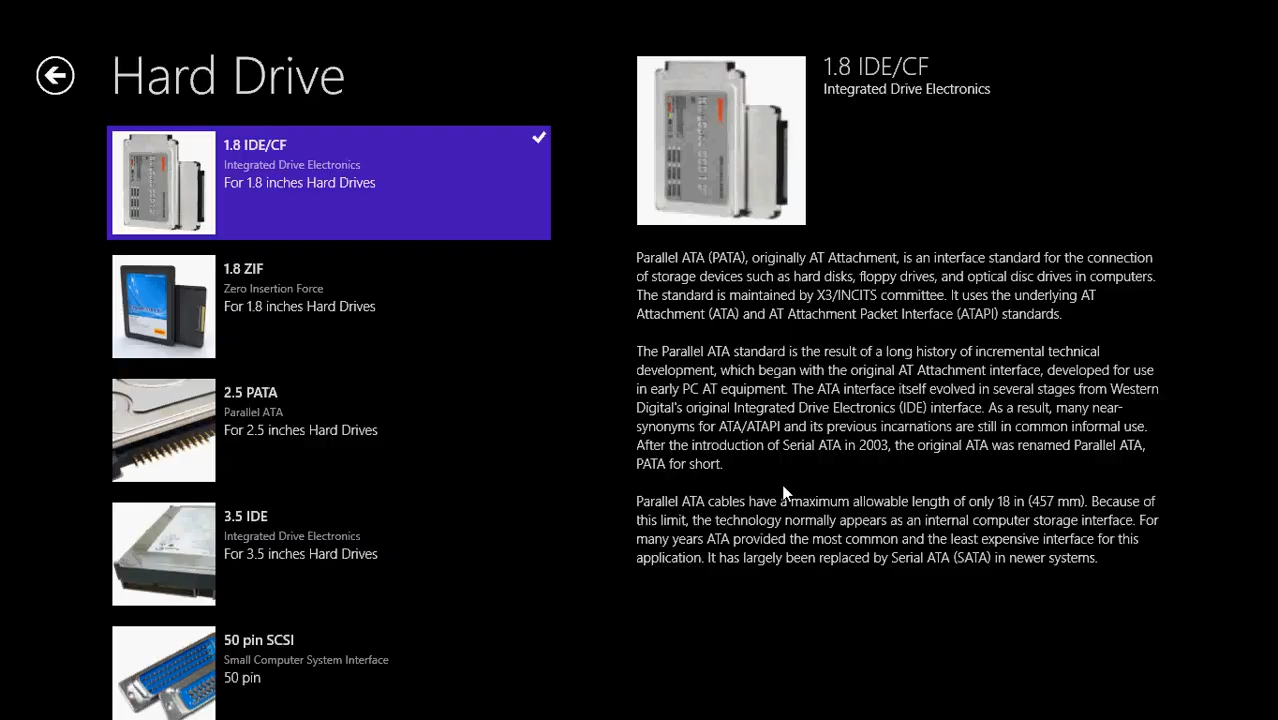 Hard Drive
1.8 IDE/CF
Integrated Drive Electronics
For 1.8 inches Hard Drives
1.8 ZIF
Zero Insertion Force
For 1.8 inches Hard Drives
2.5 PATA
Parallel ATA
For 2.5 inches Hard Drives
3.5 IDE
Integrated Drive Electronics
For 3.5 inches Hard Drives
50 pin SCSI
Small Computer System Interface
50 pin
1.8 IDE/CF
Integrated Drive Electronics
Parallel ATA (PATA), originally AT Attachment, is an interface standard for the connection
of storage devices such as hard disks, floppy drives, and optical disc drives in computers.
The standard is maintained by X3/INCITS committee. It uses the underlying AT
Attachment (ATA) and AT Attachment Packet Interface (ATAPI) standards.
The Parallel ATA standard is the result of a long history of incremental technical
development, which began with the original AT Attachment interface, developed for use
in early PC AT equipment. The ATA interface itself evolved in several stages from Western
Digital's original Integrated Drive Electronics (IDE) interface. As a result, many near-
synonyms for ATA/ATAPI and its previous incarnations are still in common informal use.
After the introduction of Serial ATA in 2003, the original ATA was renamed Parallel ATA,
PATA for short.
Parallel ATA cables have a maximum allowable length of only 18 in (457 mm). Because of
this limit, the technology normally appears as an internal computer storage interface. For
many years ATA provided the most common and the least expensive interface for this
application. It has largely been replaced by Serial ATA (SATA) in newer systems.